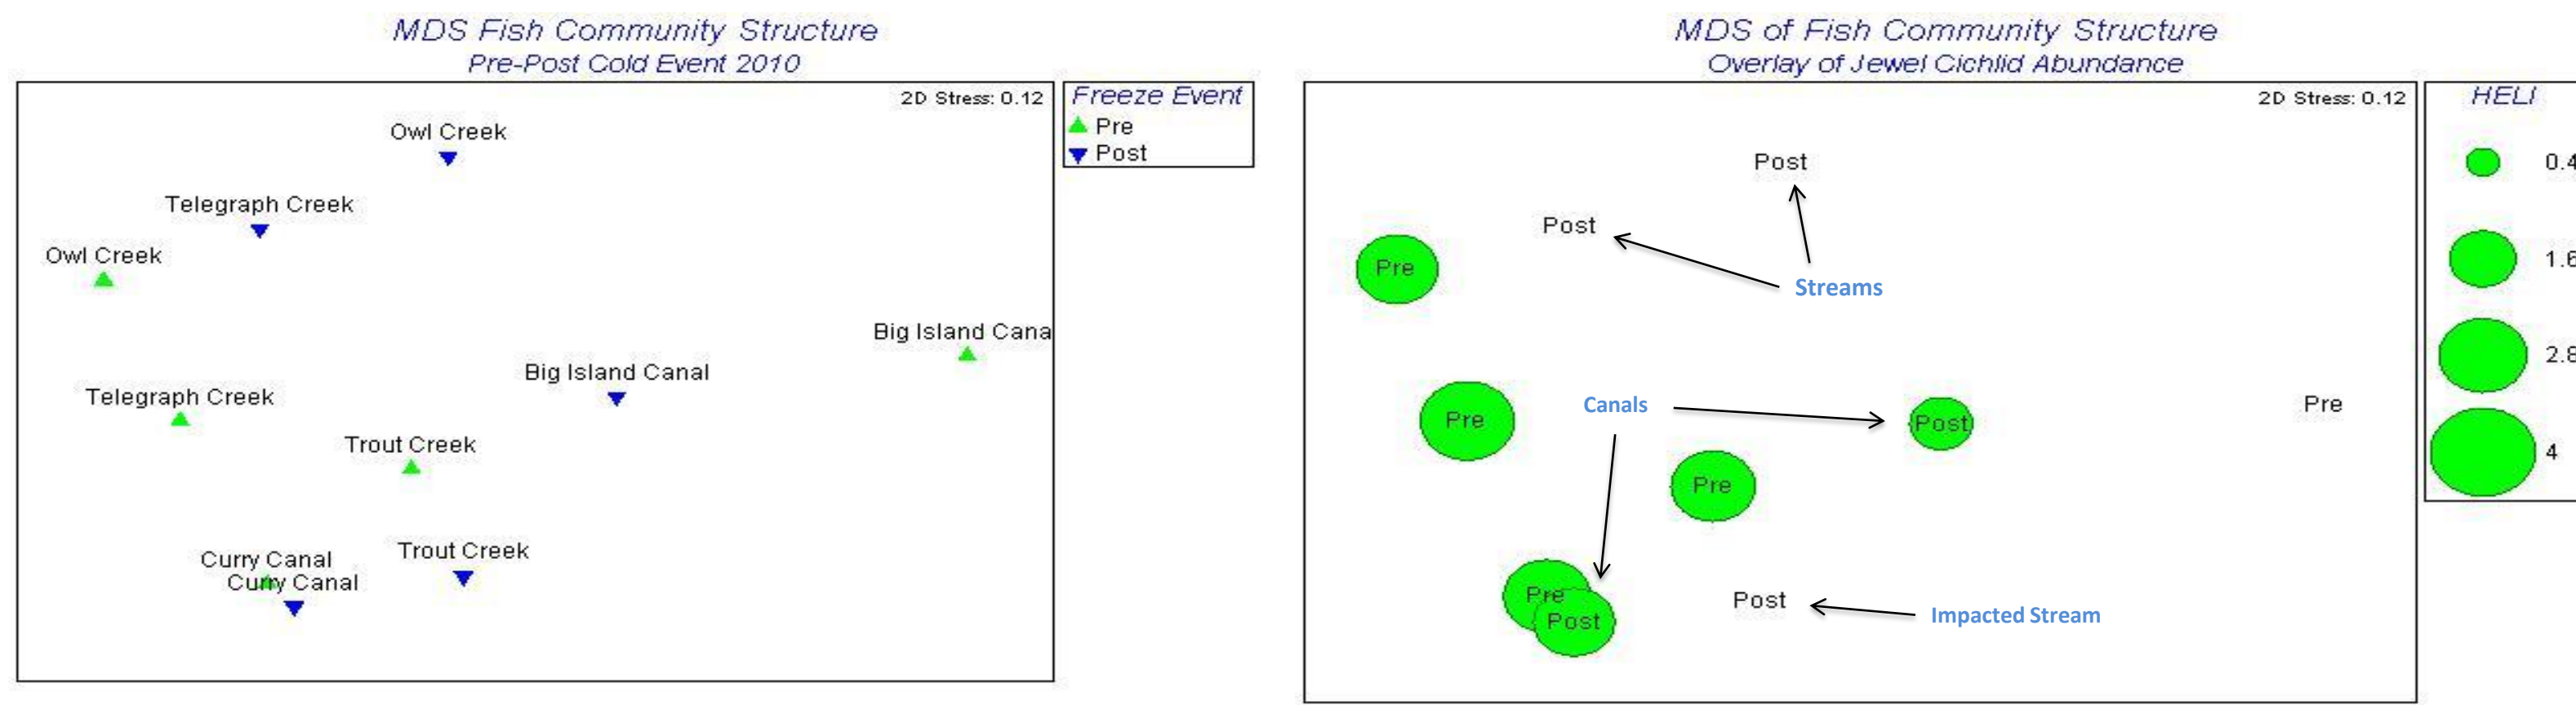 MDS Fish Community Structure
Pre-Post Cold Event 2010
2D Stress: 0.12
Owl Creek
Telegraph Creek
Owl Creek
Big Island Cana
Big Island Canal
Telegraph Creek
Trout Creek
Trout Creek
Curry Canal
Curry Canal
Freeze Event
Pre
Post
MDS of Fish Community Structure
Overlay of Jewel Cichlid Abundance
2D Stress: 0.12
Post
Post
Pre
Streams
Canals
Pre
Post
Pre
Pre
Pre
Post
Post
Impacted Stream
HELI
0.4
1.6
2.8
4